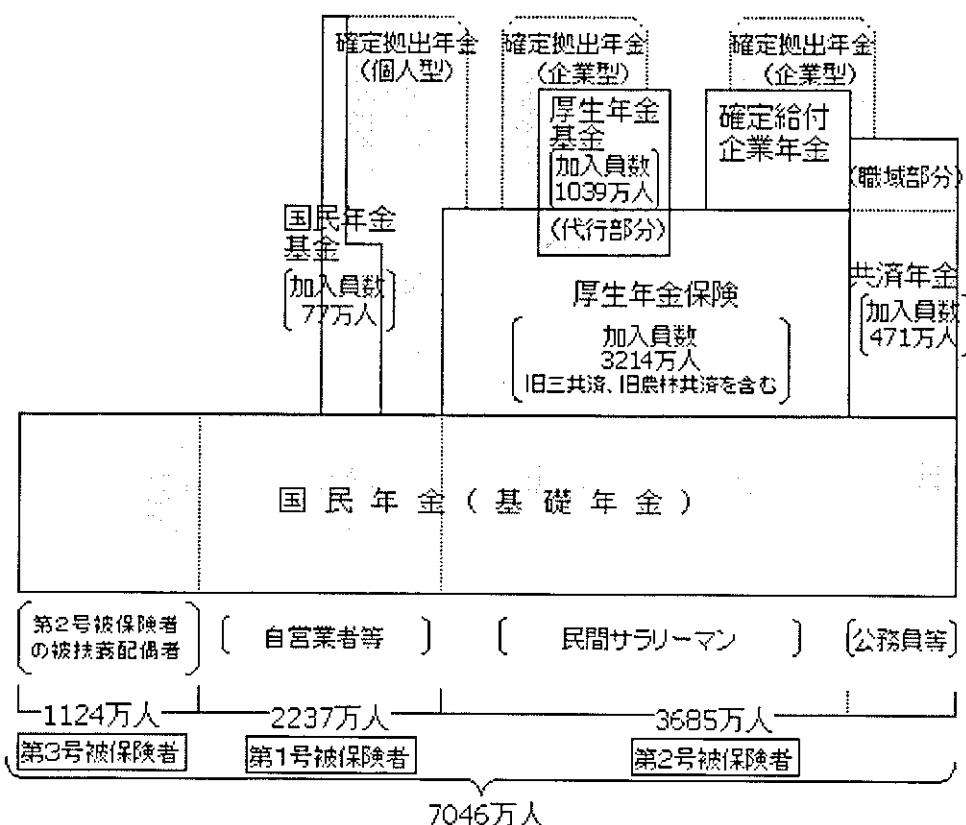 確定拠出年金
(個人型)
確定拠出年金
(企業型)
確定拠出年金
(企業型)
厚生年金
基金
加入員数
1039万人
(代行部分)
確定給付
企業年金
(職域部分)
国民年金
基金
加入員数
77万人
厚生年金保険
加入員数
3214万人
旧三共済、旧農林共済を含む
共済年金
加入員数
471万人
国民年金(基礎年金)
第2号被保険者
の被扶養配偶者
自営業者等
民間サラリーマン
公務員等
1124万人
2237万人
3685万人
第3号被保険者
第1号被保険者
第2号被保険者
7046万人